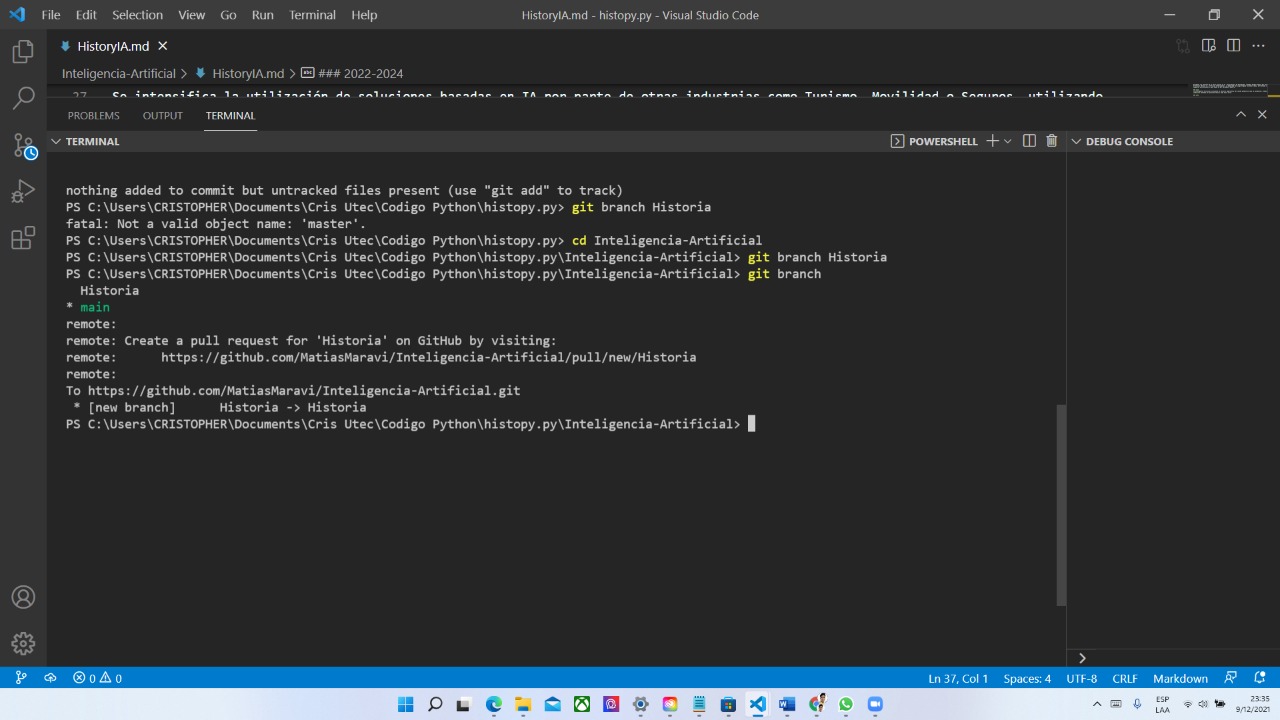 File Edit Selection View Go Run Terminal Help
HistoryIA.md - histopy.py - Visual Studio Code
HistoryIA.md
Inteligencia-Artificial > HistoryIA.md > ### 2022-2024
27 Se intensifica la utilización de soluciones basadas en IA por parte de otras industrias como Turismo, Movilidad o Seguros, utilizando
PROBLEMS OUTPUT TERMINAL
TERMINAL
POWERSHELL
DEBUG CONSOLE
nothing added to commit but untracked files present (use "git add" to track)
PS C:\Users\CRISTOPHER\Documents\Cris Utec\Codigo Python\histopy.py> git branch Historia
fatal: Not a valid object name: 'master'.
PS C:\Users\CRISTOPHER\Documents\Cris Utec\Codigo Python\histopy.py> cd Inteligencia-Artificial
PS C:\Users\CRISTOPHER\Documents\Cris Utec\Codigo Python\histopy.py\Inteligencia-Artificial> git branch Historia
PS C:\Users\CRISTOPHER\Documents\Cris Utec\Codigo Python\histopy.py\Inteligencia-Artificial> git branch
Historia
* main
remote:
remote: Create a pull request for 'Historia' on GitHub by visiting:
remote: https://github.com/MatiasMaravi/Inteligencia-Artificial/pull/new/Historia
remote:
To https://github.com/MatiasMaravi/Inteligencia-Artificial.git
* [new branch] Historia -> Historia
PS C:\Users\CRISTOPHER\Documents\Cris Utec\Codigo Python\histopy.py\Inteligencia-Artificial>
0 0
Ln 37, Col 1 Spaces: 4 UTF-8 CRLF Markdown
ESP
LAA
23:35
9/12/2021